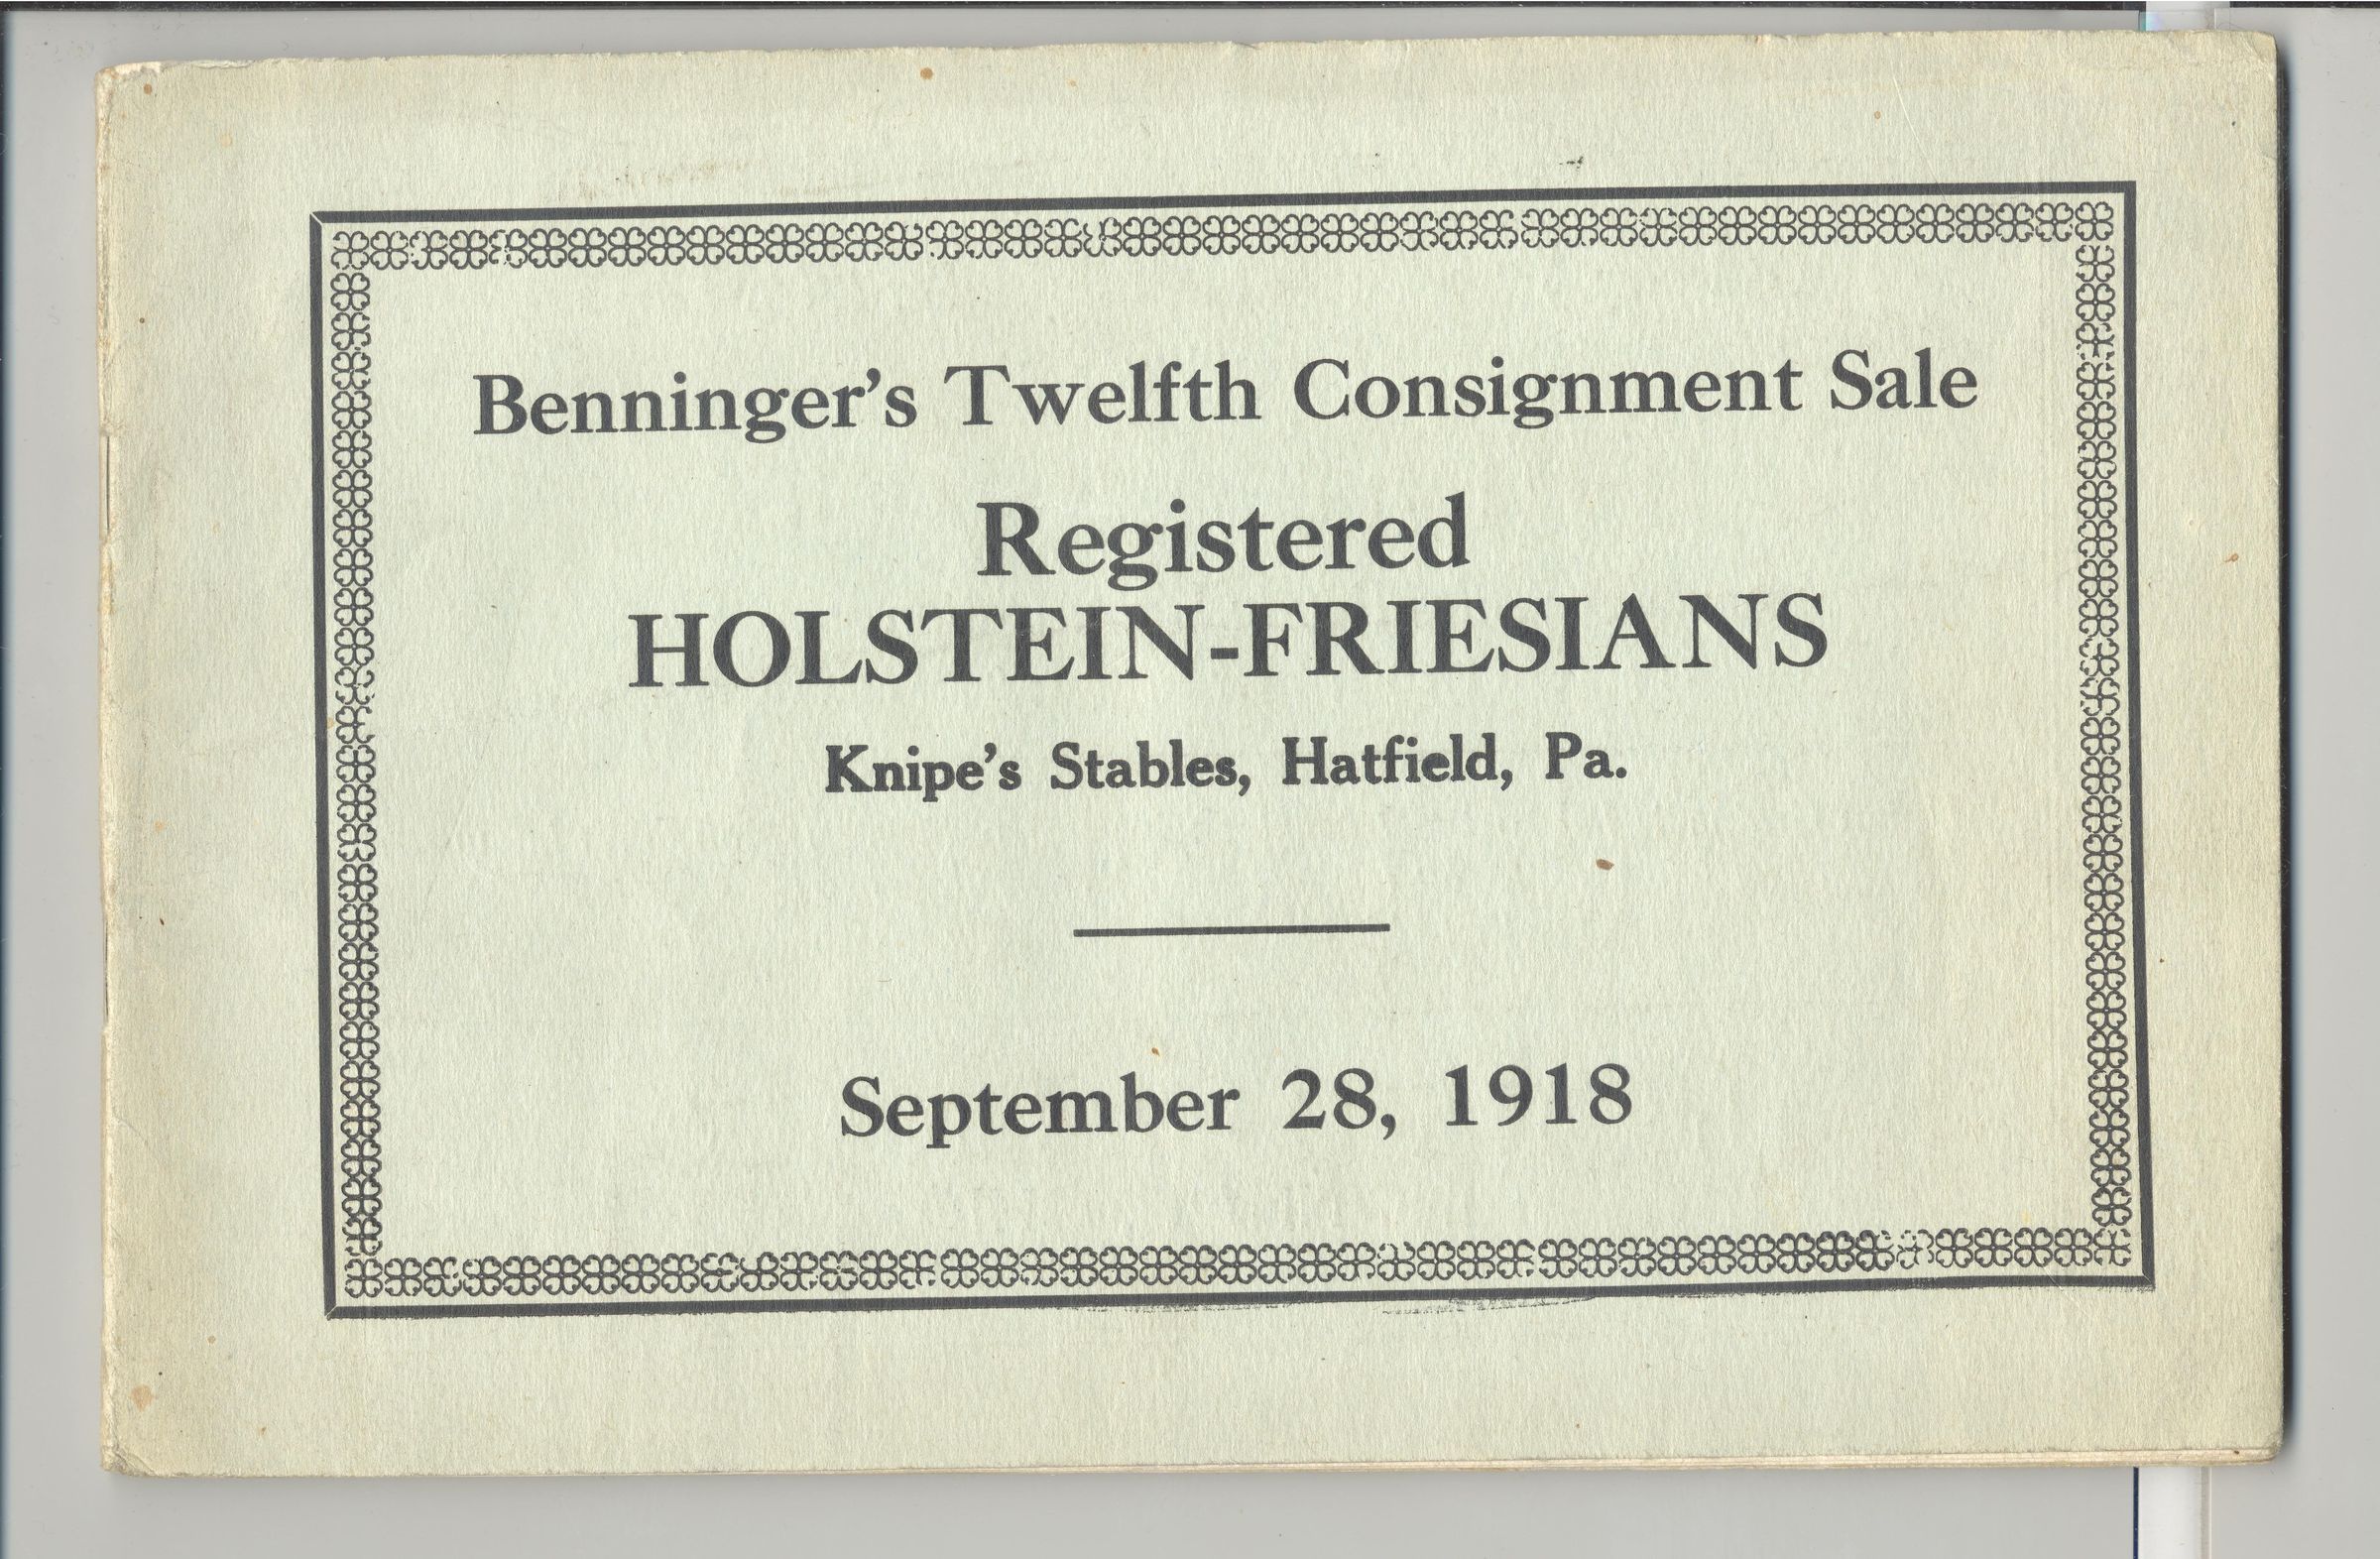 Benninger's Twelfth Consignment Sale
Registered
HOLSTEIN-FRIESIANS
Knipe's Stables, Hatfield, Pa.
September 28, 1918